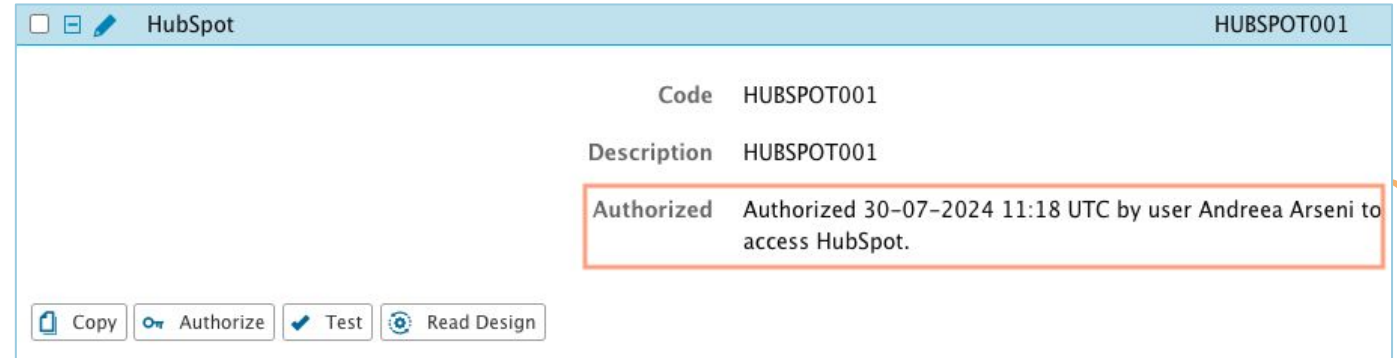 HubSpot HUBSPOT001
Code HUBSPOT001
Description HUBSPOT001
Authorized Authorized 30-07-2024 11:18 UTC by user Andreea Arseni to
access HubSpot.
Copy Authorize Test Read Design